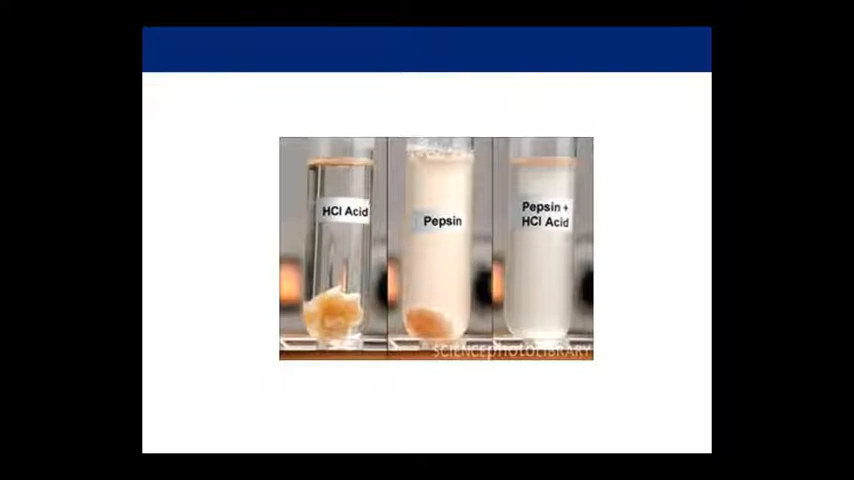 HCl Acid
Pepsin
Pepsin +
HCl Acid
SCIENCEPHOTOLIBRARY